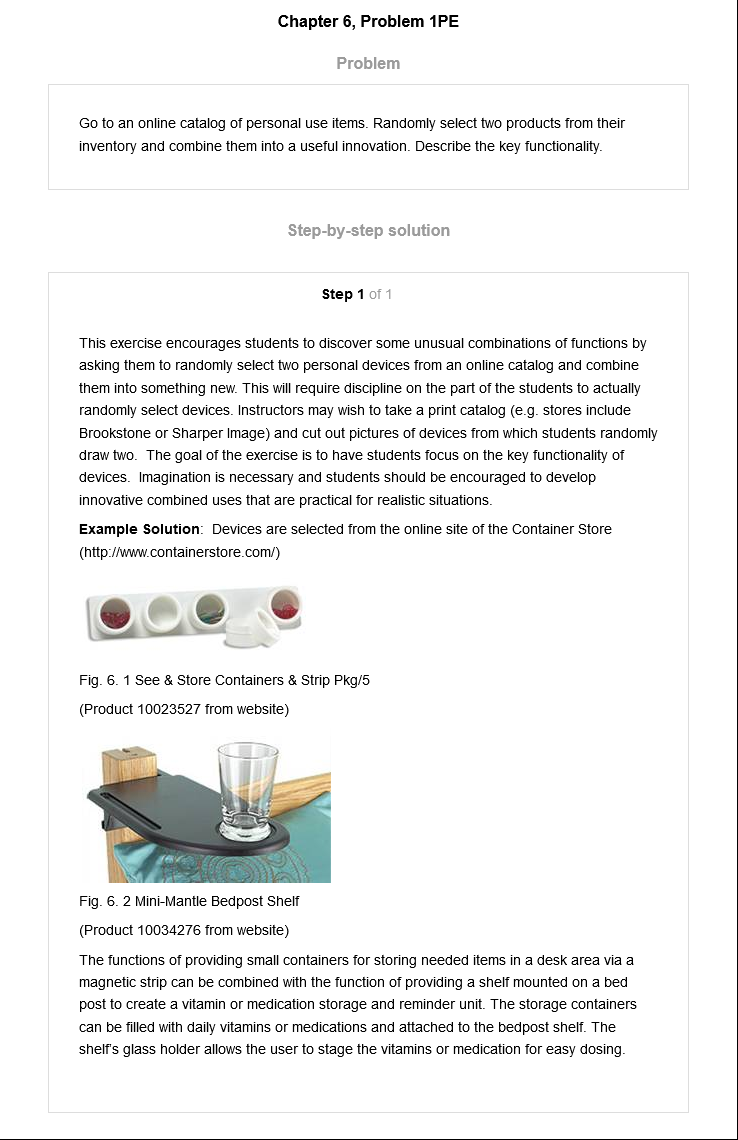 Chapter 6, Problem 1PE
Problem
Go to an online catalog of personal use items. Randomly select two products from their
inventory and combine them into a useful innovation. Describe the key functionality.
Step-by-step solution
Step 1 of 1
This exercise encourages students to discover some unusual combinations of functions by
asking them to randomly select two personal devices from an online catalog and combine
them into something new. This will require discipline on the part of the students to actually
randomly select devices. Instructors may wish to take a print catalog (e.g. stores include
Brookstone or Sharper Image) and cut out pictures of devices from which students randomly
draw two.  The goal of the exercise is to have students focus on the key functionality of
devices.  Imagination is necessary and students should be encouraged to develop
innovative combined uses that are practical for realistic situations.
Example Solution:  Devices are selected from the online site of the Container Store
(http://www.containerstore.com/)
Fig. 6. 1 See & Store Containers & Strip Pkg/5
(Product 10023527 from website)
Fig. 6. 2 Mini-Mantle Bedpost Shelf
(Product 10034276 from website)
The functions of providing small containers for storing needed items in a desk area via a
magnetic strip can be combined with the function of providing a shelf mounted on a bed
post to create a vitamin or medication storage and reminder unit. The storage containers
can be filled with daily vitamins or medications and attached to the bedpost shelf. The
shelf's glass holder allows the user to stage the vitamins or medication for easy dosing.